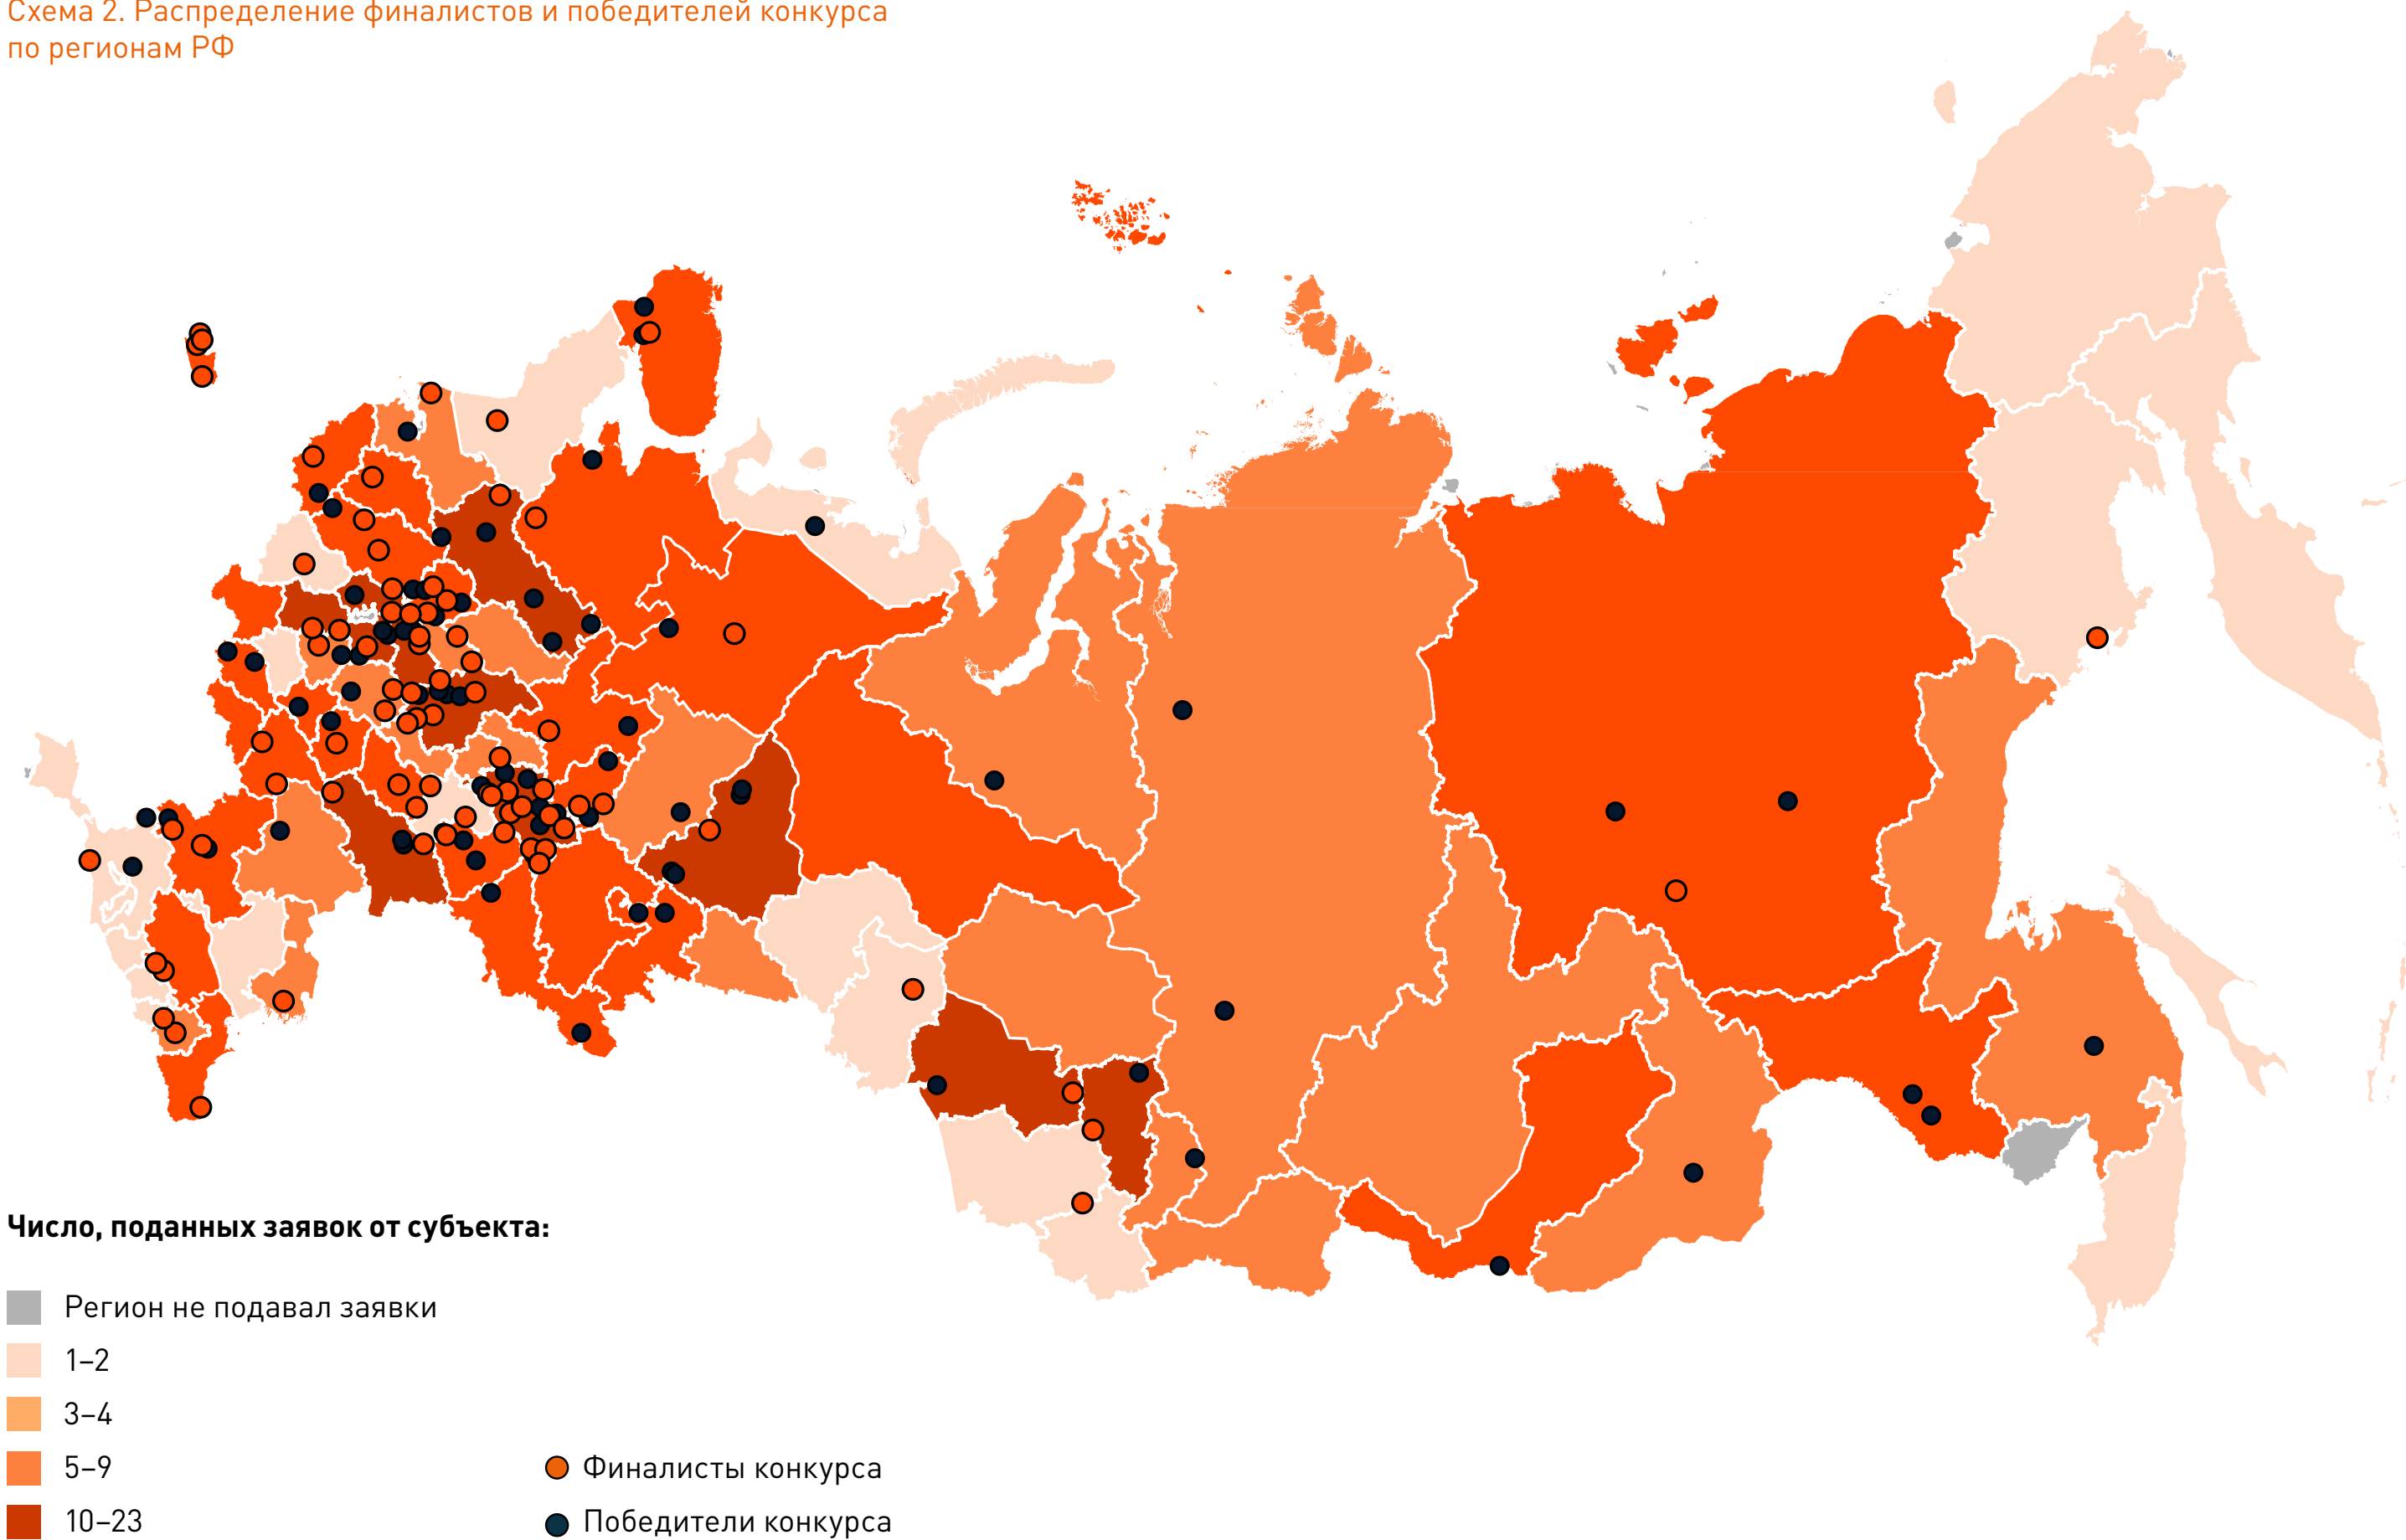 Схема 2. Распределение финалистов и победителей конкурса
по регионам РФ
Число, поданных заявок от субъекта:
Регион не подавал заявки
1–2
3–4
5–9
10–23
Финалисты конкурса
Победители конкурса